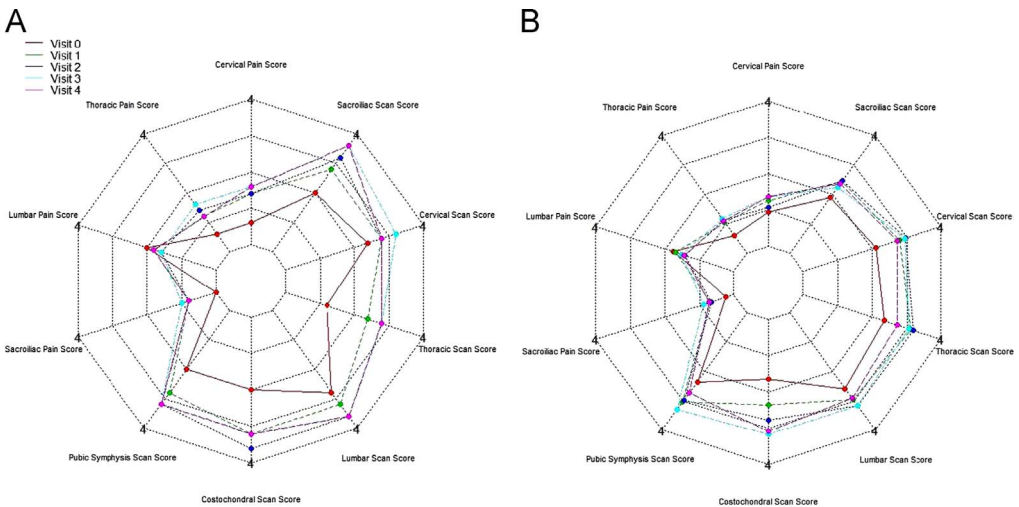 A
B
Visit 0
Visit 1
Visit 2
Visit 3
Visit 4
Cervical Pain Score
Thoracic Pain Score
Sacroiliac Scan Score
4
4
4
Lumbar Pain Score
Cervical Scan Score
4
4
Sacroiliac Pain Score
Thoracic Scan Score
4
4
4
4
4
Pubic Symphysis Scan Score
Lumbar Scan Score
Costochondral Scan Score
Cervical Pain Score
Thoracic Pain Score
Sacroiliac Scan Score
4
4
4
Lumbar Pain Score
Cervical Scan Score
4
4
Sacroiliac Pain Score
Thoracic Scan Score
4
4
4
4
4
Pubic Symphysis Scan Score
Lumbar Scan Score
Costochondral Scan Score